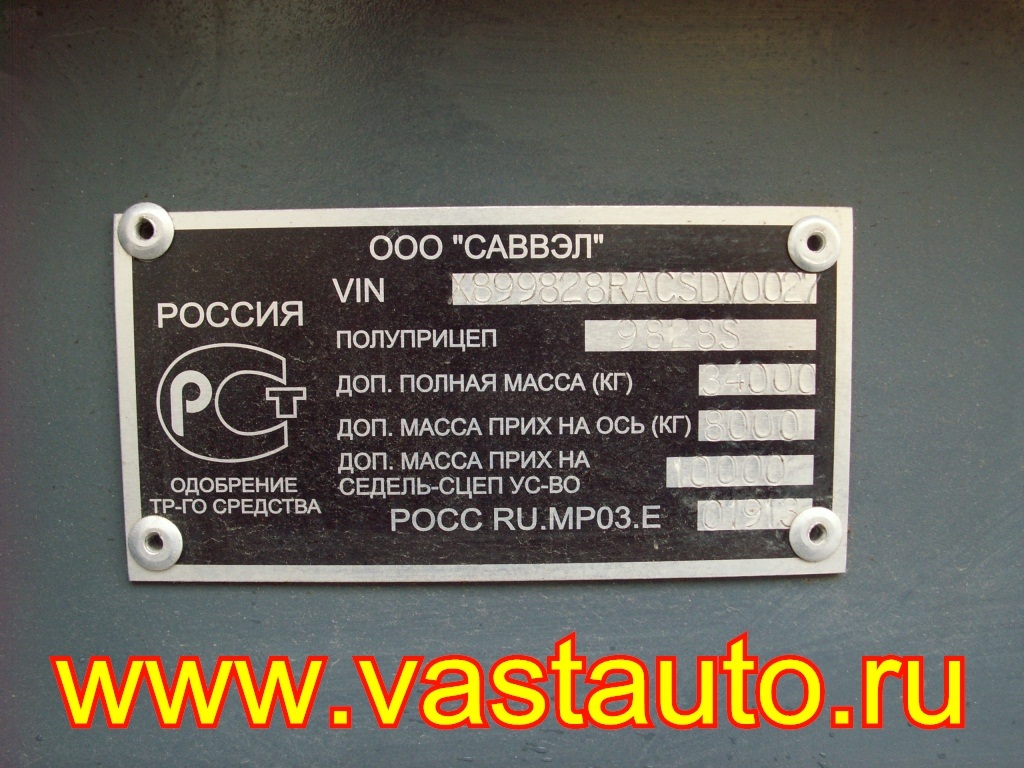 ООО "САВВЭЛ"
VIN X899828RACSDV0027
РОССИЯ
РСТ
ОДОБРЕНИЕ
ТР-ГО СРЕДСТВА
ПОЛУПРИЦЕП 9828S
ДОП. ПОЛНАЯ МАССА (КГ) 34000
ДОП. МАССА ПРИХ НА ОСЬ (КГ) 8000
ДОП. МАССА ПРИХ НА
СЕДЕЛЬ-СЦЕП УС-ВО 10000
РОСС RU.МР03.Е 01913
www.vastauto.ru